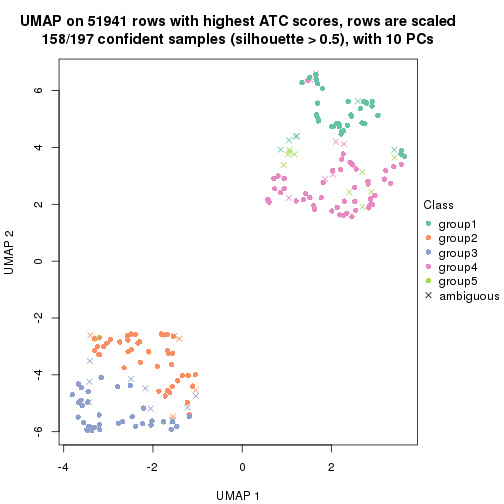 UMAP on 51941 rows with highest ATC scores, rows are scaled
158/197 confident samples (silhouette > 0.5), with 10 PCs
6
4
2
0
-2
-4
-6
UMAP 2
-4
-2
0
2
UMAP 1
Class
group1
group2
group3
group4
group5
ambiguous